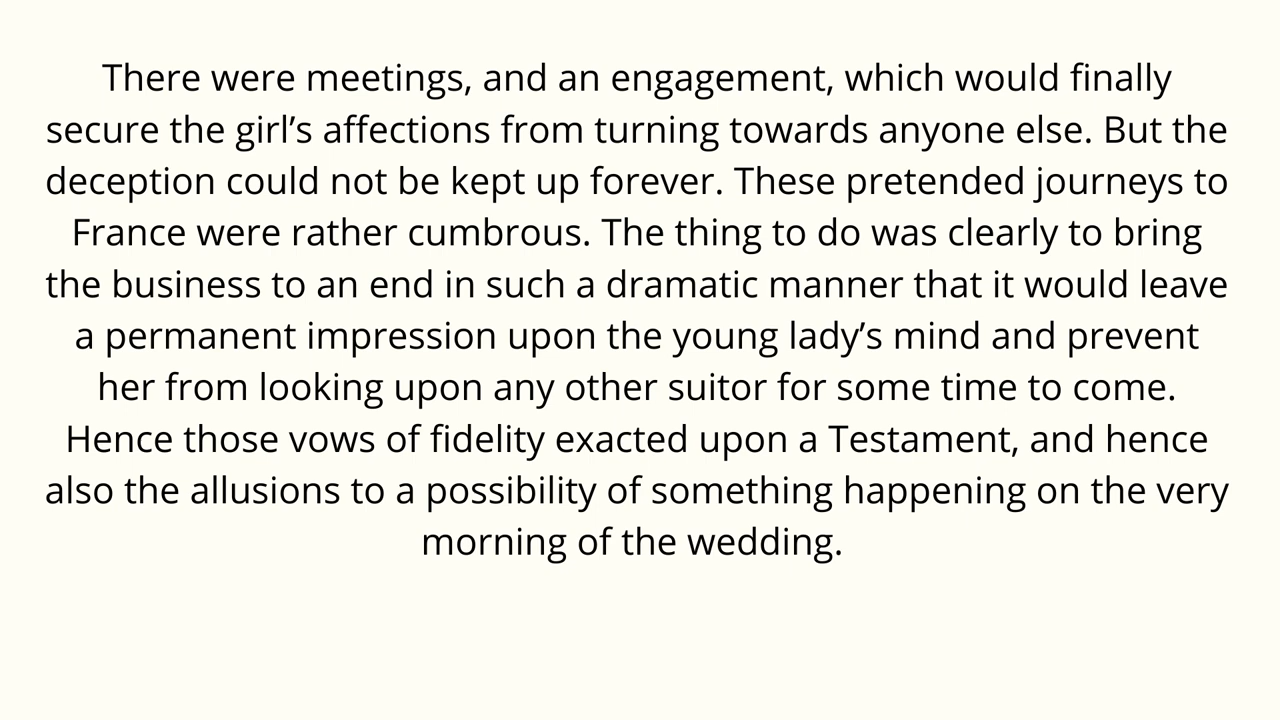 There were meetings, and an engagement, which would finally
secure the girl’s affections from turning towards anyone else. But the
deception could not be kept up forever. These pretended journeys to
France were rather cumbrous. The thing to do was clearly to bring
the business to an end in such a dramatic manner that it would leave
a permanent impression upon the young lady’s mind and prevent
her from looking upon any other suitor for some time to come.
Hence those vows of fidelity exacted upon a Testament, and hence
also the allusions to a possibility of something happening on the very
morning of the wedding.